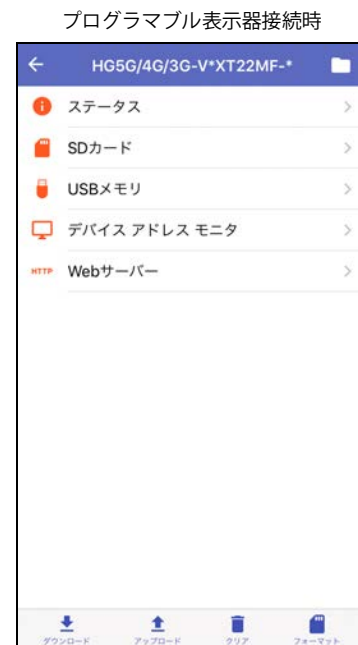 プログラマブル表示器接続時
HG5G/4G/3G-V*XT22MF-*
ステータス
SDカード
USBメモリ
デバイス アドレス モニタ
HTTP Webサーバー
ダウンロード アップロード クリア フォーマット